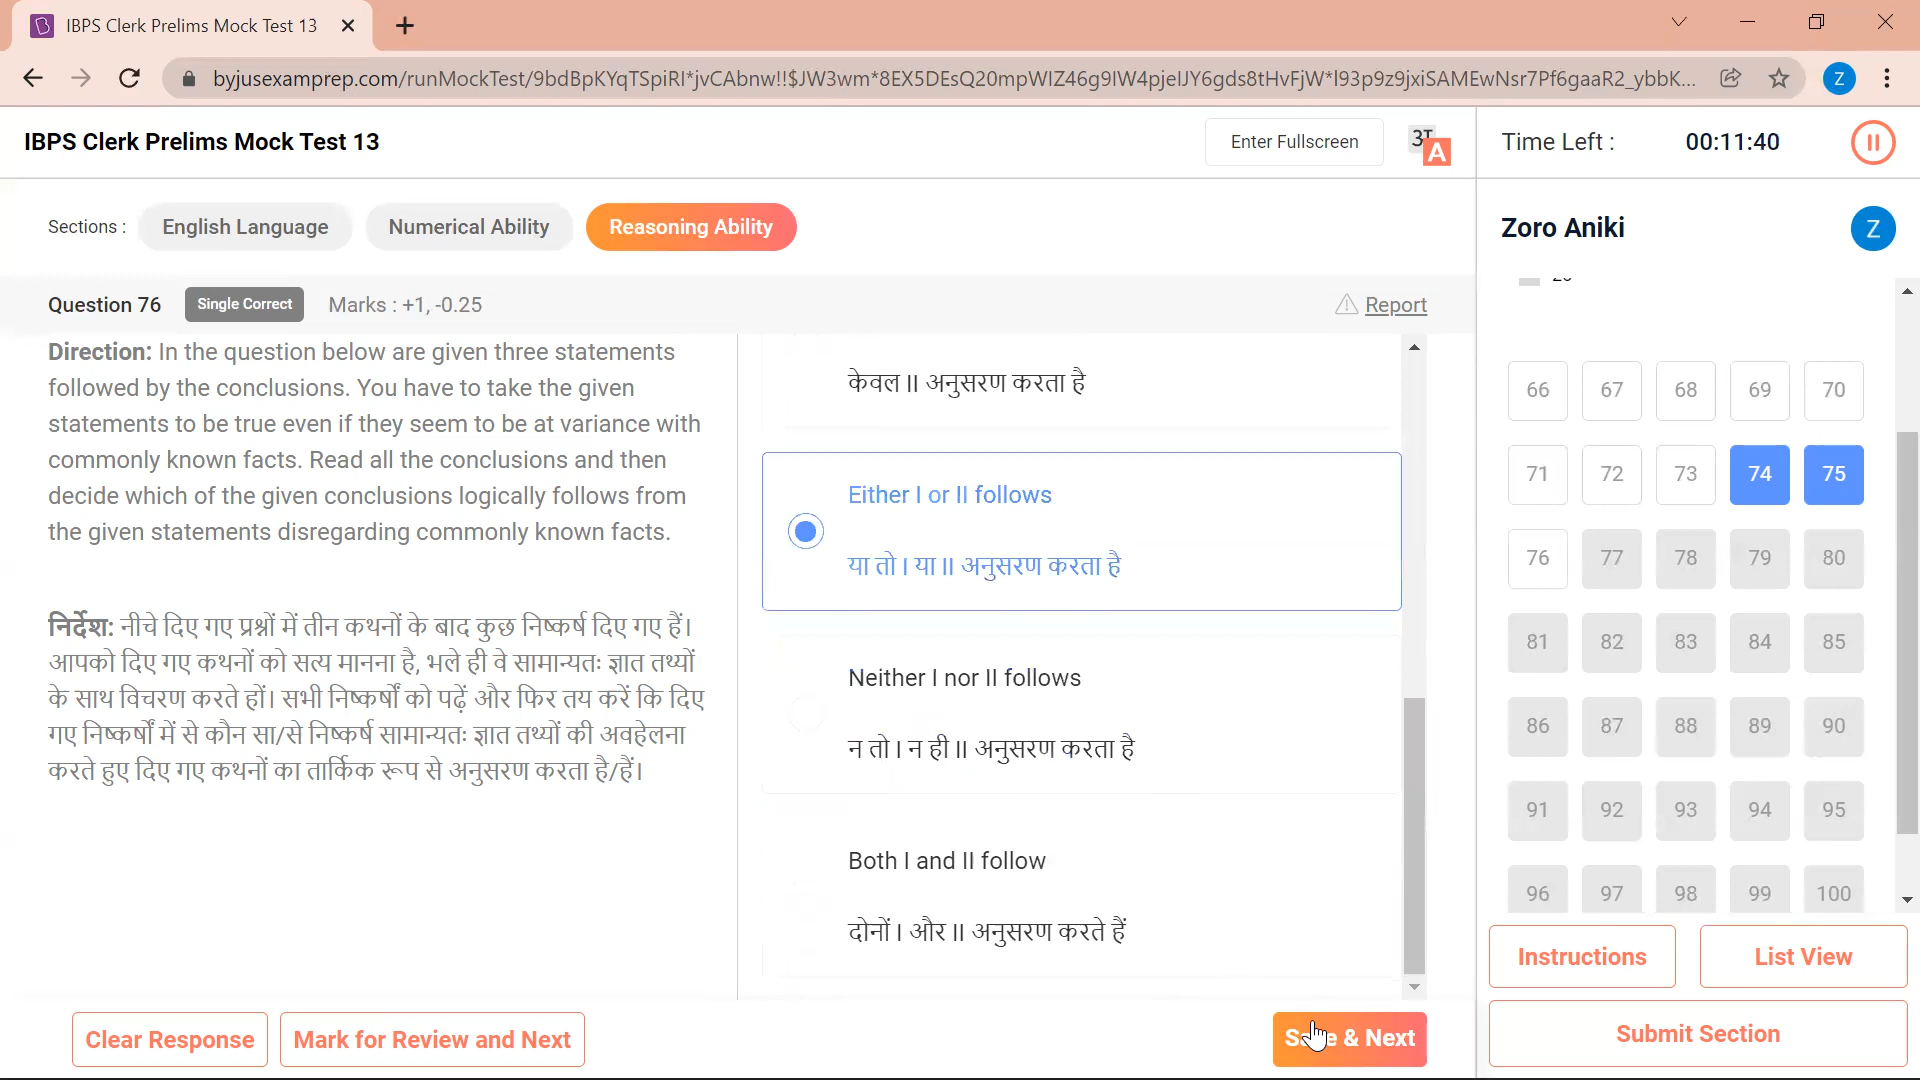 IBPS Clerk Prelims Mock Test 13
byjusexamprep.com/runMockTest/9bdBpKYqTSpiRI*jvCAbnw!!$JW3wm*8EX5DEsQ20mpWIZ46g9IW4pjeIJY6gds8tHvFjW*l93p9z9jxiSAMEwNsr7Pf6gaaR2_ybbK...
Z
IBPS Clerk Prelims Mock Test 13
Enter Fullscreen
A
Time Left :
00:11:40
Sections :
English Language
Numerical Ability
Reasoning Ability
Zoro Aniki
Z
Question 76
Single Correct
Marks : +1, -0.25
Report
Direction: In the question below are given three statements
followed by the conclusions. You have to take the given
statements to be true even if they seem to be at variance with
commonly known facts. Read all the conclusions and then
decide which of the given conclusions logically follows from
the given statements disregarding commonly known facts.
निर्देश: नीचे दिए गए प्रश्नों में तीन कथनों के बाद कुछ निष्कर्ष दिए गए हैं।
आपको दिए गए कथनों को सत्य मानना है, भले ही वे सामान्यतः ज्ञात तथ्यों
के साथ विचरण करते हों। सभी निष्कर्षों को पढ़ें और फिर तय करें कि दिए
गए निष्कर्षों में से कौन सा/से निष्कर्ष सामान्यतः ज्ञात तथ्यों की अवहेलना
करते हुए दिए गए कथनों का तार्किक रूप से अनुसरण करता है/हैं।
केवल II अनुसरण करता है
Either I or II follows
या तो I या II अनुसरण करता है
Neither I nor II follows
न तो I न ही II अनुसरण करता है
Both I and II follow
दोनों I और II अनुसरण करते हैं
66 67 68 69 70
71 72 73 74 75
76 77 78 79 80
81 82 83 84 85
86 87 88 89 90
91 92 93 94 95
96 97 98 99 100
Instructions
List View
Clear Response
Mark for Review and Next
& Next
Submit Section